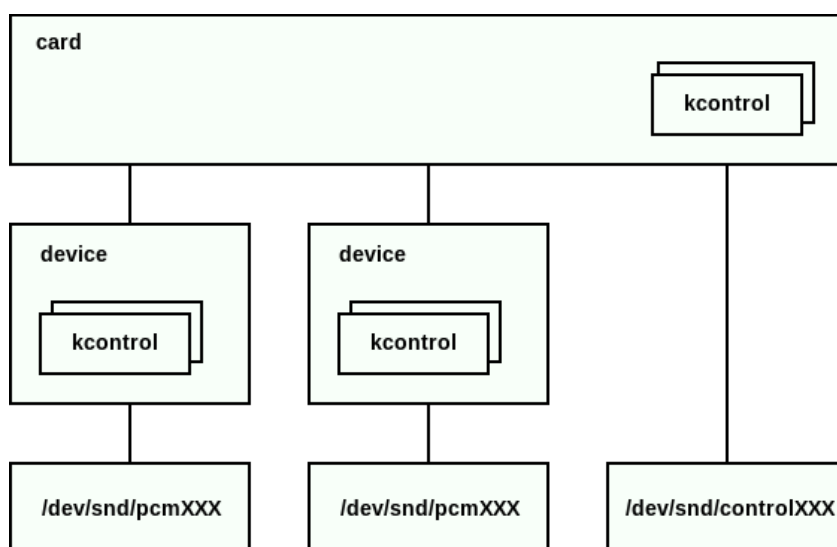 card
kcontrol
device
device
kcontrol
kcontrol
/dev/snd/pcmXXX
/dev/snd/pcmXXX
/dev/snd/controlXXX